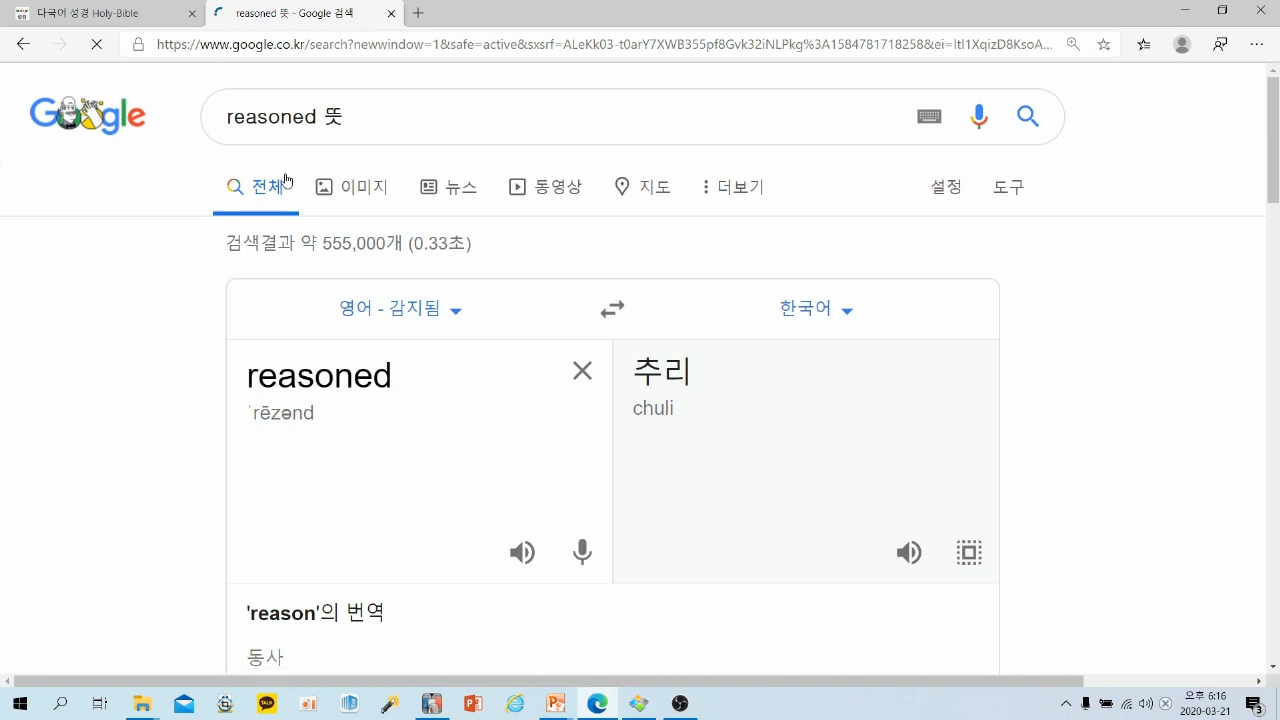 다국어 성경 Holy-Bible
reasoned 뜻 - Google 검색
https://www.google.co.kr/search?newwindow=1&safe=active&sxsrf=ALeKk03-t0arY7XWB355pf8Gvk32iNLPkg%3A1584781718258&ei=ltl1XqizD8KsoA...
Google
reasoned 뜻
전체
이미지
뉴스
동영상
지도
더보기
설정
도구
검색결과 약 555,000개 (0.33초)
영어 - 감지됨
한국어
reasoned
ˈrēzənd
추리
chuli
'reason'의 번역
동사
TALK
오후 6:16
2020-03-21
3